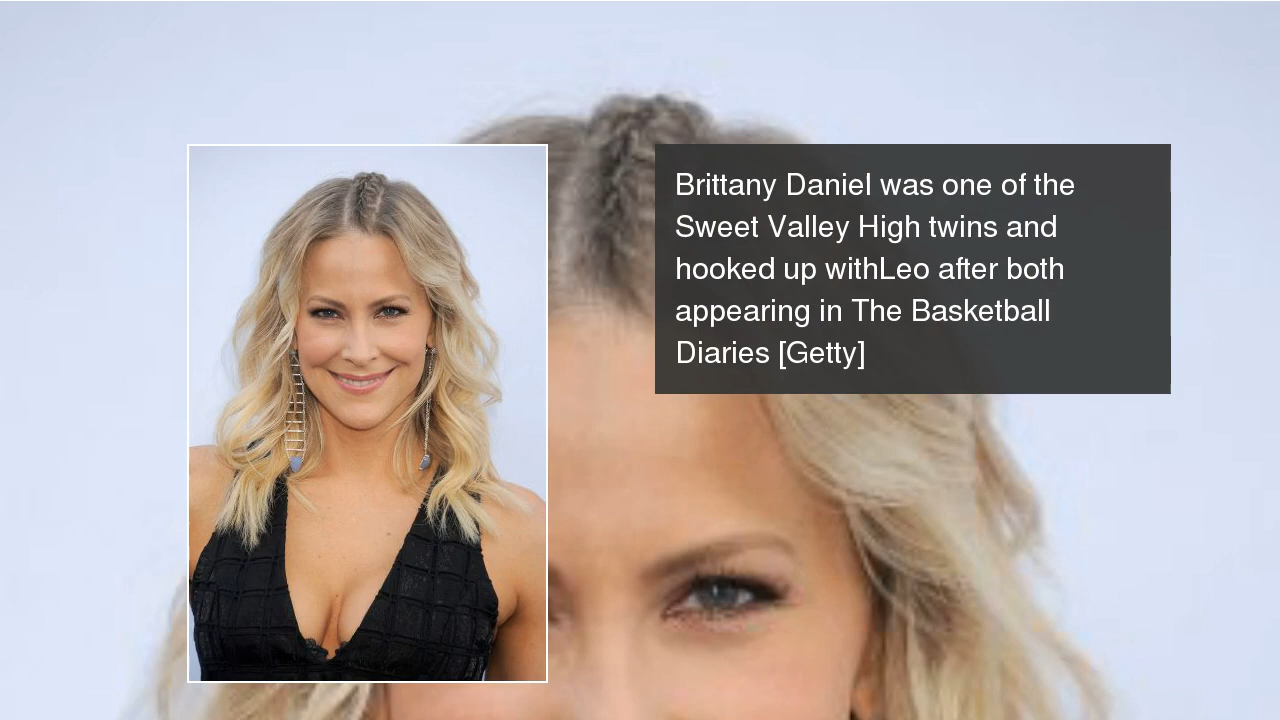 Brittany Daniel was one of the
Sweet Valley High twins and
hooked up withLeo after both
appearing in The Basketball
Diaries [Getty]